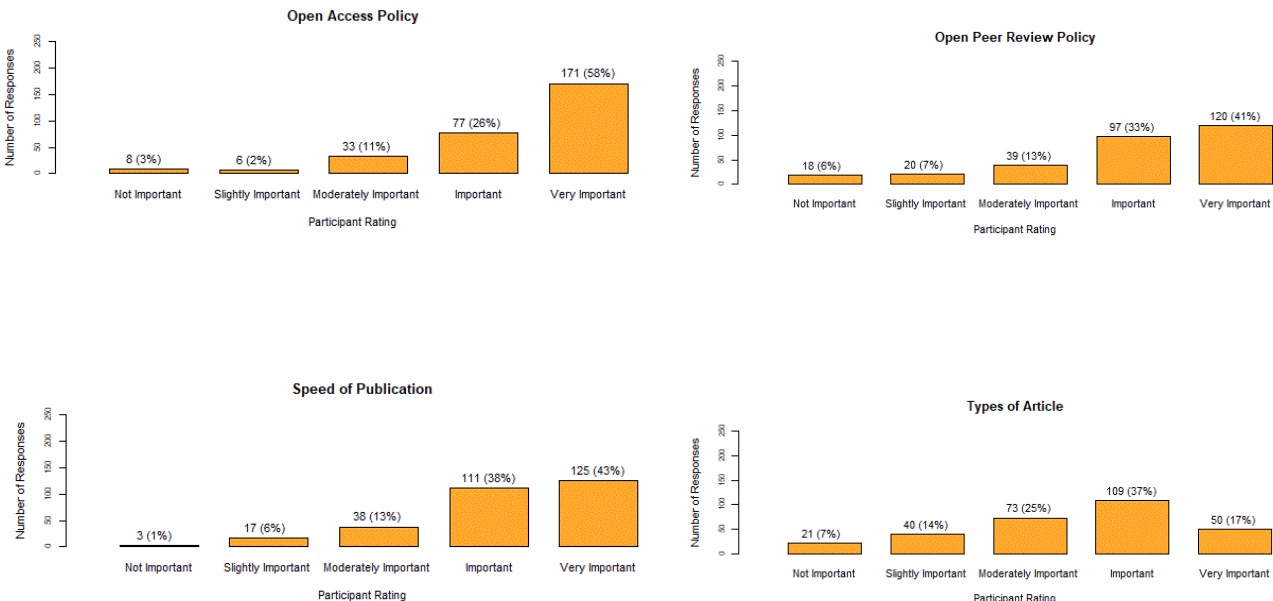 Open Access Policy
Number of Responses
250
200
150
100
50
0
8 (3%)
6 (2%)
33 (11%)
77 (26%)
171 (58%)
Not Important
Slightly Important
Moderately Important
Important
Very Important
Participant Rating
Open Peer Review Policy
Number of Responses
250
200
150
100
50
0
18 (6%)
20 (7%)
39 (13%)
97 (33%)
120 (41%)
Not Important
Slightly Important
Moderately Important
Important
Very Important
Participant Rating
Speed of Publication
Number of Responses
250
200
150
100
50
0
3 (1%)
17 (6%)
38 (13%)
111 (38%)
125 (43%)
Not Important
Slightly Important
Moderately Important
Important
Very Important
Participant Rating
Types of Article
Number of Responses
250
200
150
100
50
0
21 (7%)
40 (14%)
73 (25%)
109 (37%)
50 (17%)
Not Important
Slightly Important
Moderately Important
Important
Very Important
Participant Rating